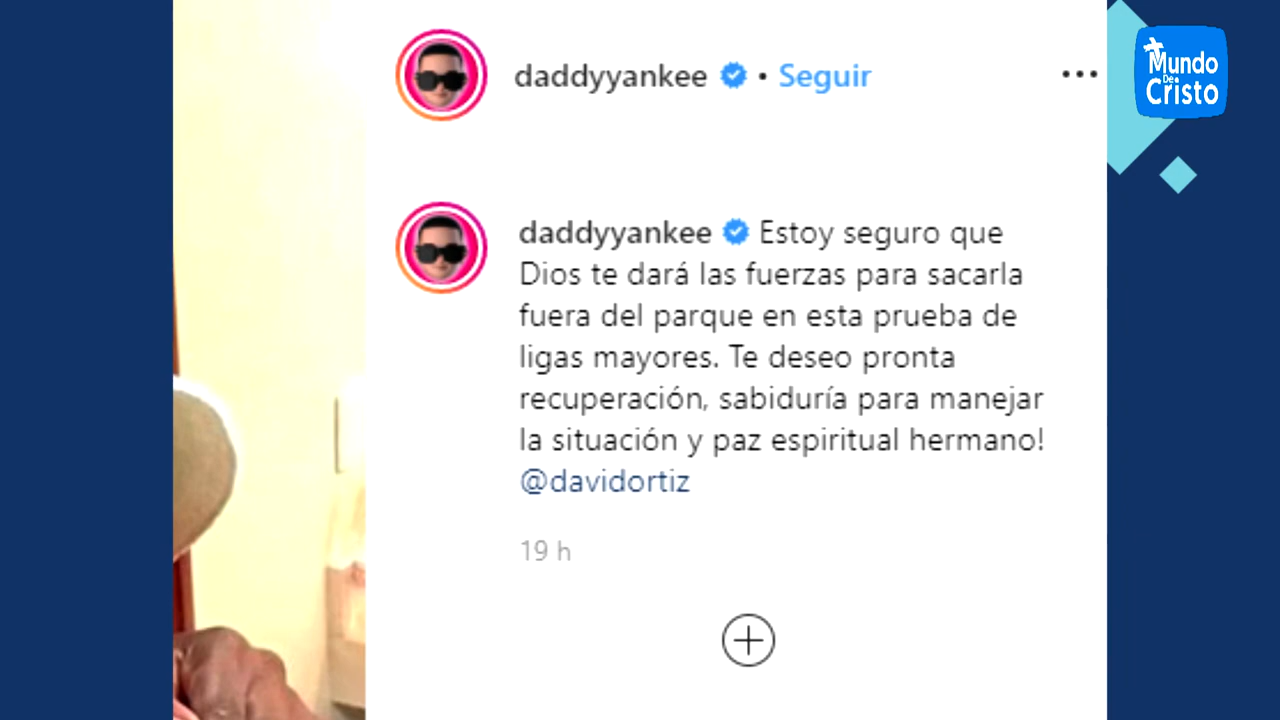 daddyyankee • Seguir
Mundo
De
Cristo
daddyyankee Estoy seguro que
Dios te dará las fuerzas para sacarla
fuera del parque en esta prueba de
ligas mayores. Te deseo pronta
recuperación, sabiduría para manejar
la situación y paz espiritual hermano!
@davidortiz
19 h